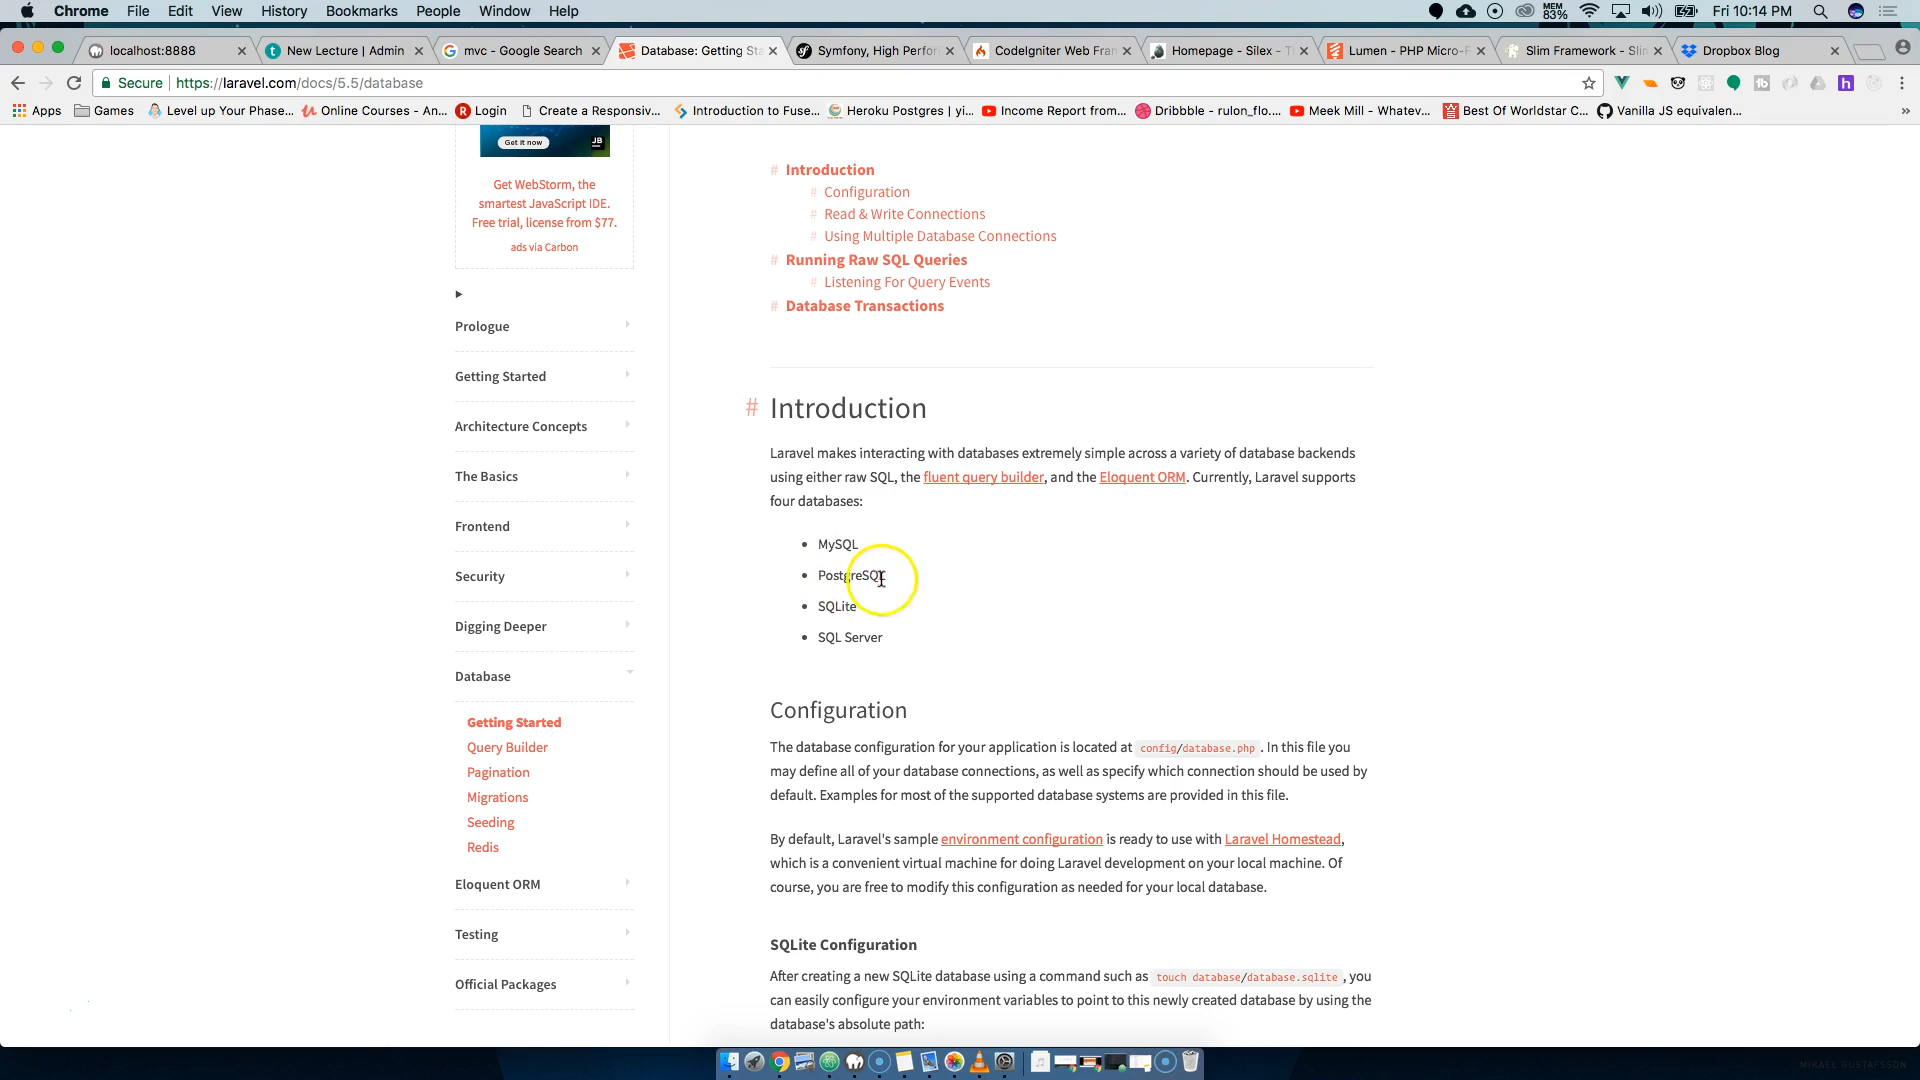 Chrome File Edit View History Bookmarks People Window Help MEM 83% Fri 10:14 PM
localhost:8888 New Lecture | Admin mvc - Google Search Database: Getting Sta Symfony, High Perfor CodeIgniter Web Fran Homepage - Silex - T Lumen - PHP Micro-F Slim Framework - Slin Dropbox Blog
Secure https://laravel.com/docs/5.5/database
Apps Games Level up Your Phase... Online Courses - An... Login Create a Responsiv... Introduction to Fuse... Heroku Postgres | yi... Income Report from... Dribbble - rulon_flo... Meek Mill - Whatev... Best Of Worldstar C... Vanilla JS equivalen... »
Get it now JB
Get WebStorm, the
smartest JavaScript IDE.
Free trial, license from $77.
ads via Carbon
Prologue
Getting Started
Architecture Concepts
The Basics
Frontend
Security
Digging Deeper
Database
Getting Started
Query Builder
Pagination
Migrations
Seeding
Redis
Eloquent ORM
Testing
Official Packages
# Introduction
# Configuration
# Read & Write Connections
# Using Multiple Database Connections
# Running Raw SQL Queries
# Listening For Query Events
# Database Transactions
# Introduction
Laravel makes interacting with databases extremely simple across a variety of database backends
using either raw SQL, the fluent query builder, and the Eloquent ORM. Currently, Laravel supports
four databases:
• MySQL
• PostgreSQL
• SQLite
• SQL Server
Configuration
The database configuration for your application is located at config/database.php. In this file you
may define all of your database connections, as well as specify which connection should be used by
default. Examples for most of the supported database systems are provided in this file.
By default, Laravel's sample environment configuration is ready to use with Laravel Homestead,
which is a convenient virtual machine for doing Laravel development on your local machine. Of
course, you are free to modify this configuration as needed for your local database.
SQLite Configuration
After creating a new SQLite database using a command such as touch database/database.sqlite, you
can easily configure your environment variables to point to this newly created database by using the
database's absolute path:
MIKAEL GUSTAFSSON